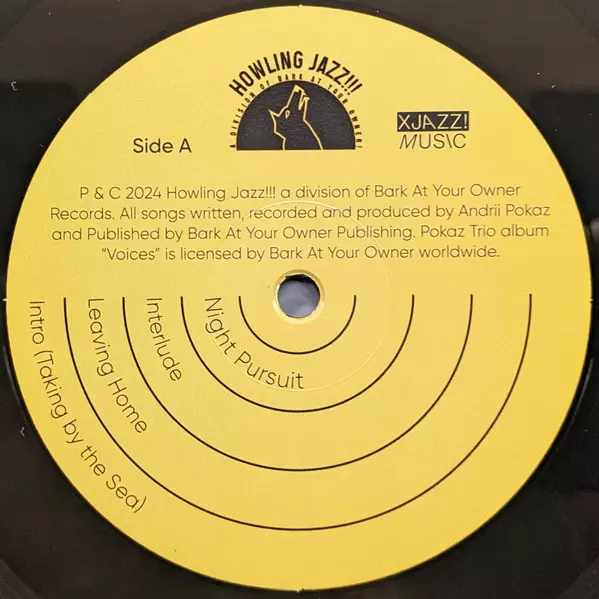 HOWLING JAZZ!!!
A DIVISION OF BARK AT YOUR OWNER!
XJAZZ!
MUSIC
Side A
P & C 2024 Howling Jazz!!! a division of Bark At Your Owner
Records. All songs written, recorded and produced by Andrii Pokaz
and Published by Bark At Your Owner Publishing. Pokaz Trio album
“Voices” is licensed by Bark At Your Owner worldwide.
Intro (Taking by the Sea)
Leaving Home
Interlude
Night Pursuit